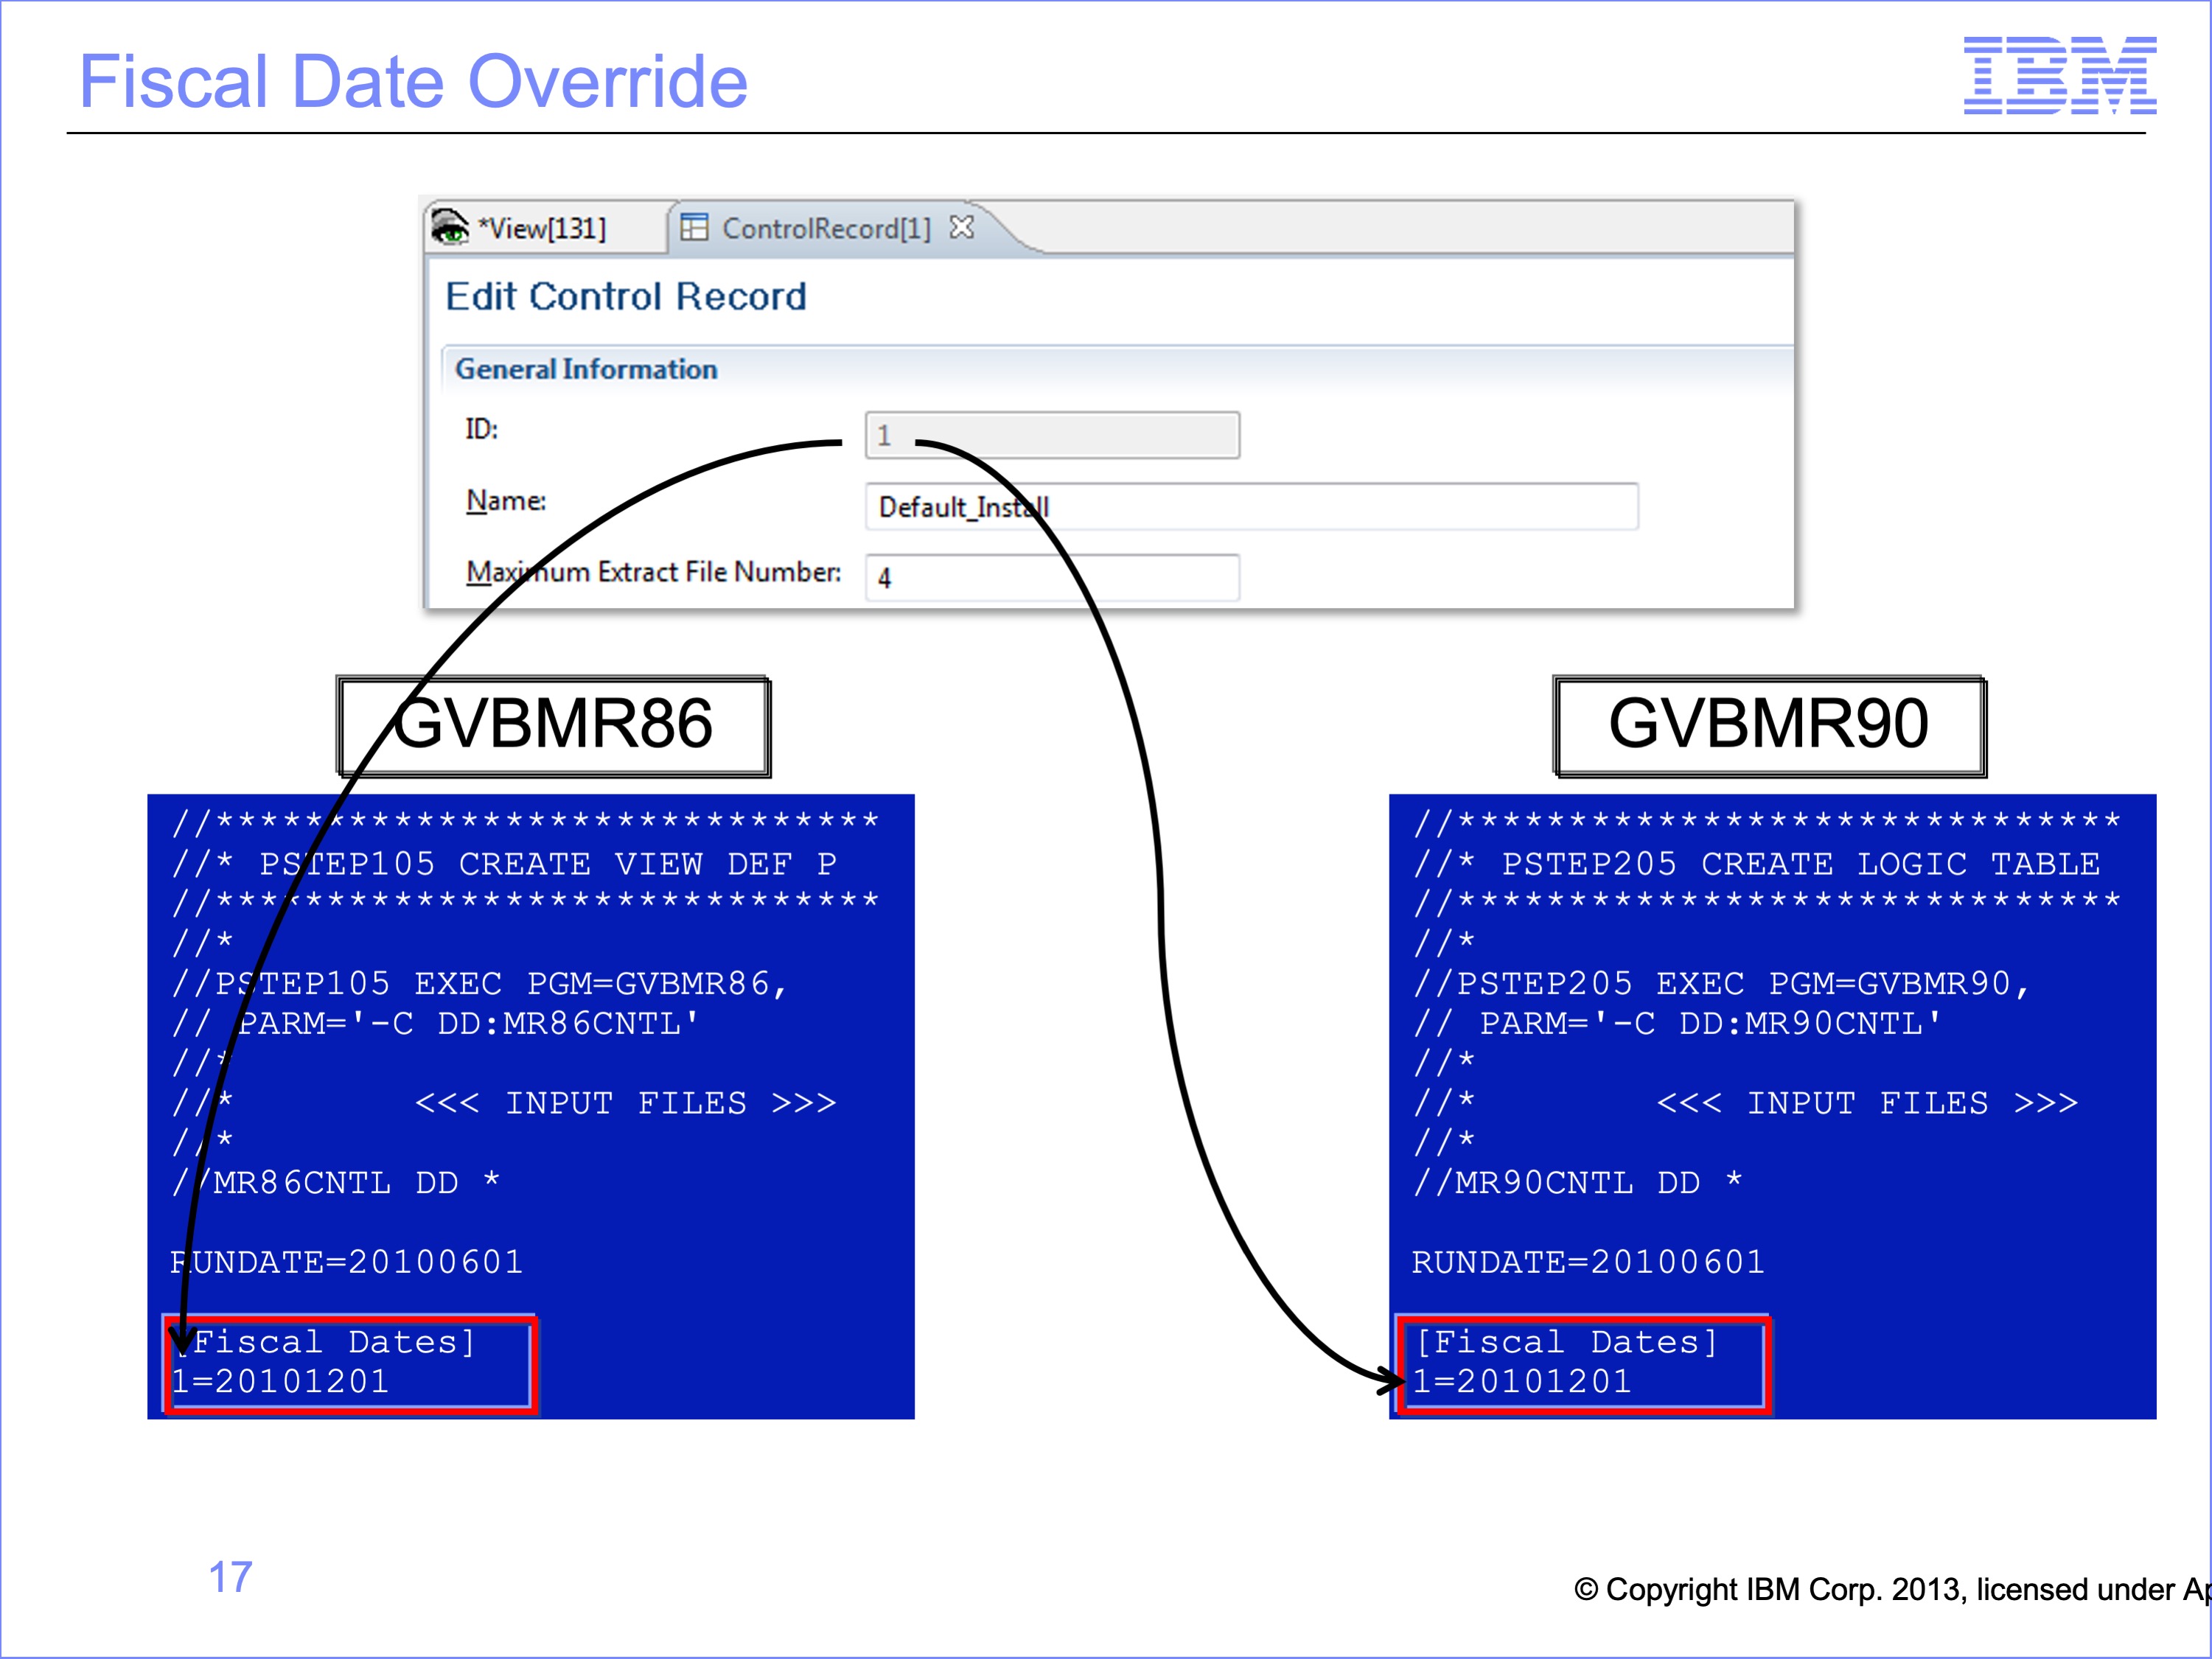 Fiscal Date Override
IBM
*View[131]
ControlRecord[1]
Edit Control Record
General Information
ID:
1
Name:
Default_Install
Maximum Extract File Number:
4
GVBMR86
//******************************
//* PSTEP105 CREATE VIEW DEF P
//******************************
//*
//PSTEP105 EXEC PGM=GVBMR86,
// PARM='-C DD:MR86CNTL'
//*
//* <<< INPUT FILES >>>
//*
//MR86CNTL DD *
RUNDATE=20100601
[Fiscal Dates]
1=20101201
GVBMR90
//******************************
//* PSTEP205 CREATE LOGIC TABLE
//******************************
//*
//PSTEP205 EXEC PGM=GVBMR90,
// PARM='-C DD:MR90CNTL'
//*
//* <<< INPUT FILES >>>
//*
//MR90CNTL DD *
RUNDATE=20100601
[Fiscal Dates]
1=20101201
17
© Copyright IBM Corp. 2013, licensed under